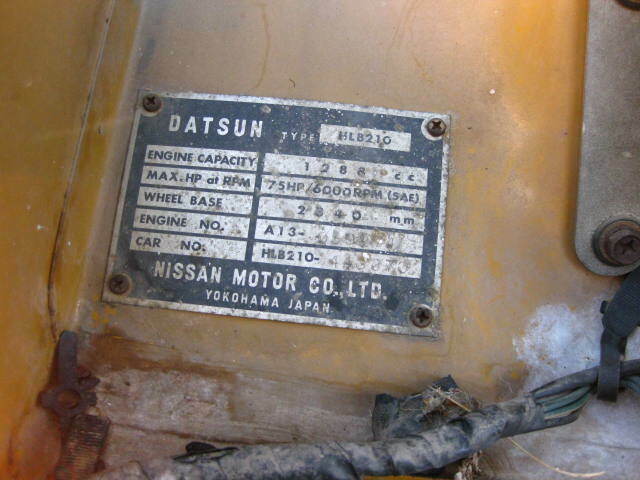 DATSUN TYPE HLB210
ENGINE CAPACITY 1288 cc
MAX. HP at RPM 75HP/6000RPM (SAE)
WHEEL BASE 2340 mm
ENGINE NO. A13-
CAR NO. HLB210-
NISSAN MOTOR CO., LTD.
YOKOHAMA JAPAN